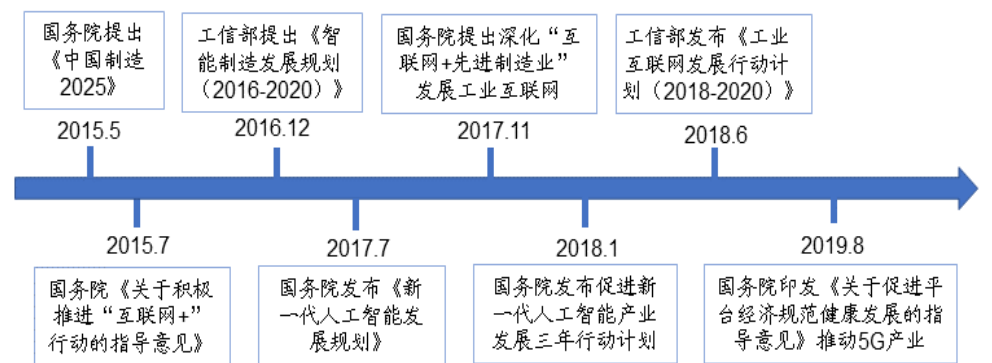 国务院提出
《中国制造
2025》
工信部提出《智
能制造发展规划
（2016-2020）》
国务院提出深化“互
联网+先进制造业”
发展工业互联网
工信部发布《工业
互联网发展行动计
划（2018-2020）》
2015.5
2016.12
2017.11
2018.6
2015.7
2017.7
2018.1
2019.8
国务院《关于积极
推进“互联网+”
行动的指导意见》
国务院发布《新
一代人工智能发
展规划》
国务院发布促进新
一代人工智能产业
发展三年行动计划
国务院印发《关于促进平
台经济规范健康发展的指
导意见》推动5G产业